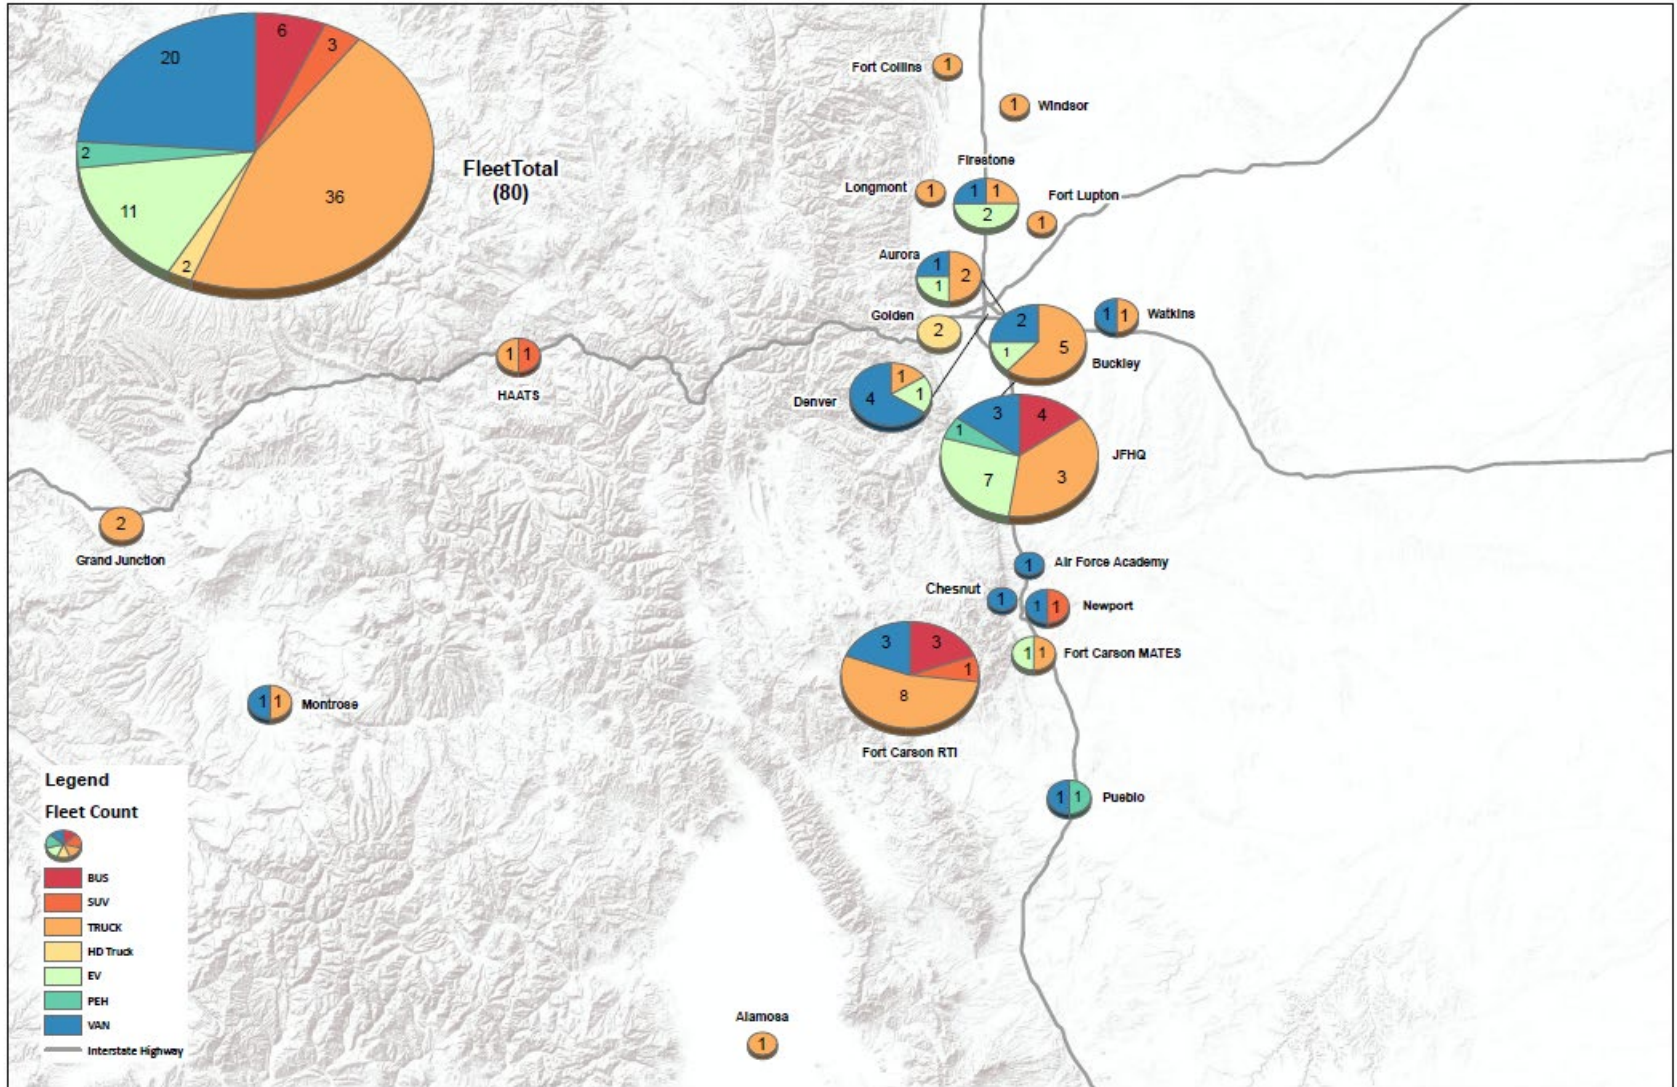 20
6
3
2
11
2
36
FleetTotal
(80)
Fort Collins
1
1
Windsor
Firestone
Longmont
1
1
1
2
Fort Lupton
1
Aurora
1
2
1
Golden
2
2
5
1
Buckley
1
1
Watkins
1
1
HAATS
Denver
4
1
1
3
4
1
7
3
JFHQ
2
Grand Junction
1
Air Force Academy
Chesnut
1
1
1
Newport
1
1
Fort Carson MATES
3
3
1
8
Fort Carson RTI
1
1
Montrose
1
1
Pueblo
Legend
Fleet Count
BUS
SUV
TRUCK
HD Truck
EV
PEH
VAN
Interstate Highway
Alamosa
1